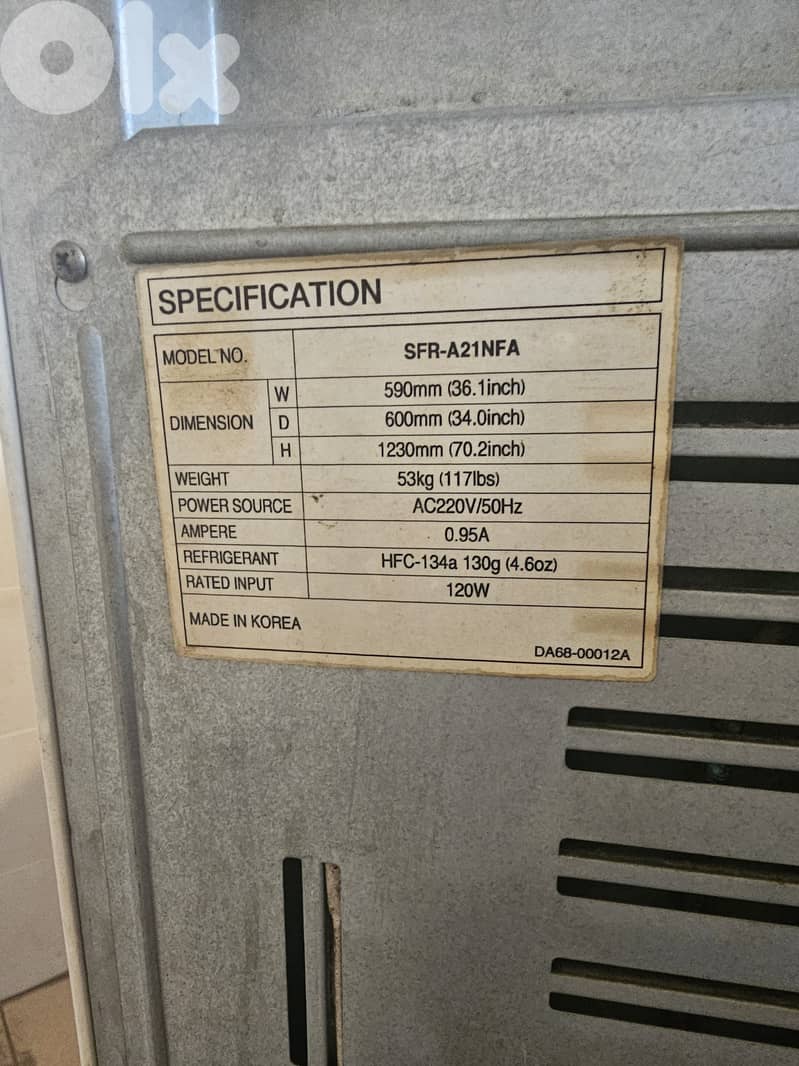 olx
SPECIFICATION
MODEL NO. SFR-A21NFA
DIMENSION W 590mm (36.1inch)
D 600mm (34.0inch)
H 1230mm (70.2inch)
WEIGHT 53kg (117lbs)
POWER SOURCE AC220V/50Hz
AMPERE 0.95A
REFRIGERANT HFC-134a 130g (4.6oz)
RATED INPUT 120W
MADE IN KOREA
DA68-00012A